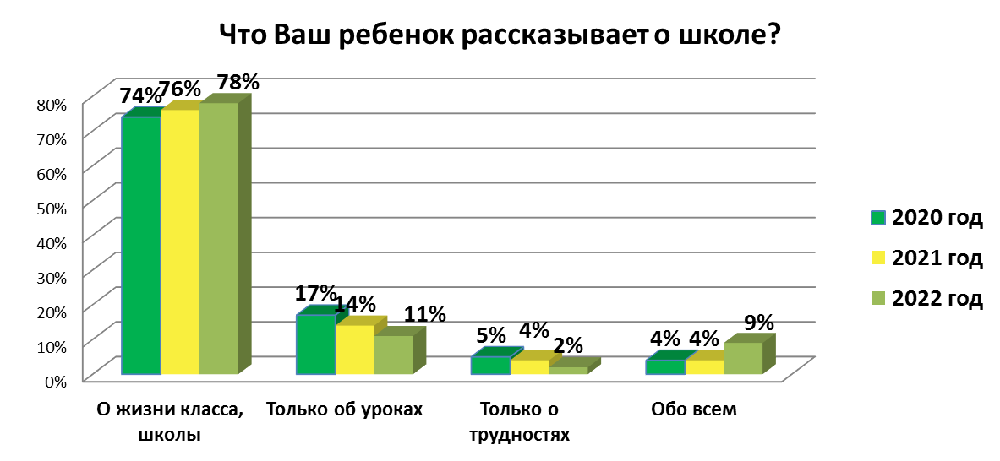 Что Ваш ребенок рассказывает о школе?
74%
76%
78%
80%
70%
60%
50%
40%
30%
20%
10%
0%
17%
14%
11%
5%
4%
2%
4%
4%
9%
О жизни класса,
школы
Только об уроках
Только о
трудностях
Обо всем
2020 год
2021 год
2022 год